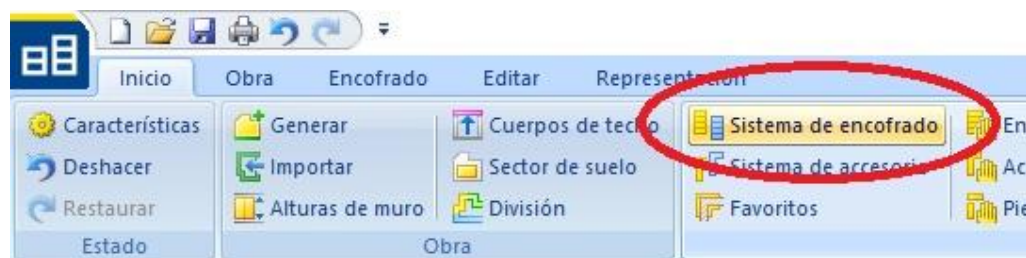 Inicio Obra Encofrado Editar Representación
Características Generar Cuerpos de techo Sistema de encofrado
Deshacer Importar Sector de suelo Sistema de accesorio
Restaurar Alturas de muro División Favoritos
Estado Obra